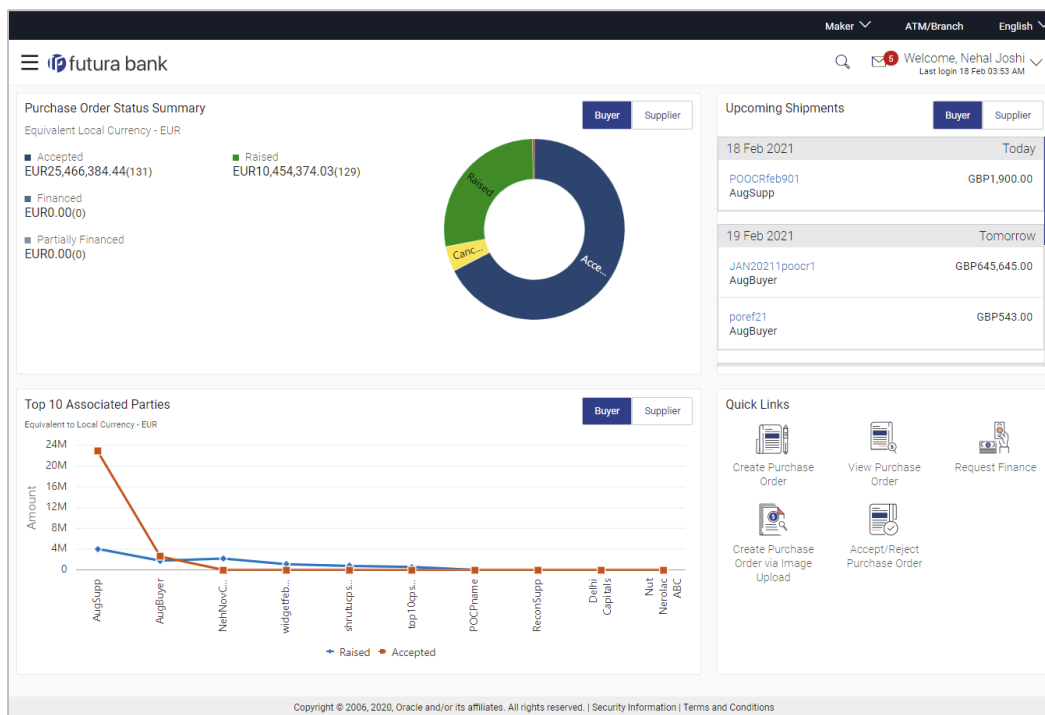 Maker ATM/Branch English
futura bank
5 Welcome, Nehal Joshi
Last login 18 Feb 03:53 AM
Purchase Order Status Summary
Buyer Supplier
Equivalent Local Currency - EUR
Accepted
EUR25,466,384.44(131)
Raised
EUR10,454,374.03(129)
Financed
EUR0.00(0)
Partially Financed
EUR0.00(0)
Raised
Canc...
Acce...
Upcoming Shipments
Buyer Supplier
18 Feb 2021 Today
POOCRfeb901 GBP1,900.00
AugSupp
19 Feb 2021 Tomorrow
JAN20211poocr1 GBP645,645.00
AugBuyer
poref21 GBP543.00
AugBuyer
Top 10 Associated Parties
Buyer Supplier
Equivalent to Local Currency - EUR
Amount
24M
20M
16M
12M
8M
4M
0
AugSupp
AugBuyer
NehNovC...
widgetfeb...
shrutucps...
top10cps...
POCPname
ReconSupp
Delhi
Capitals
Nut
Nerolac
ABC
Raised Accepted
Quick Links
Create Purchase
Order
View Purchase
Order
Request Finance
Create Purchase
Order via Image
Upload
Accept/Reject
Purchase Order
Copyright © 2006, 2020, Oracle and/or its affiliates. All rights reserved. | Security Information | Terms and Conditions